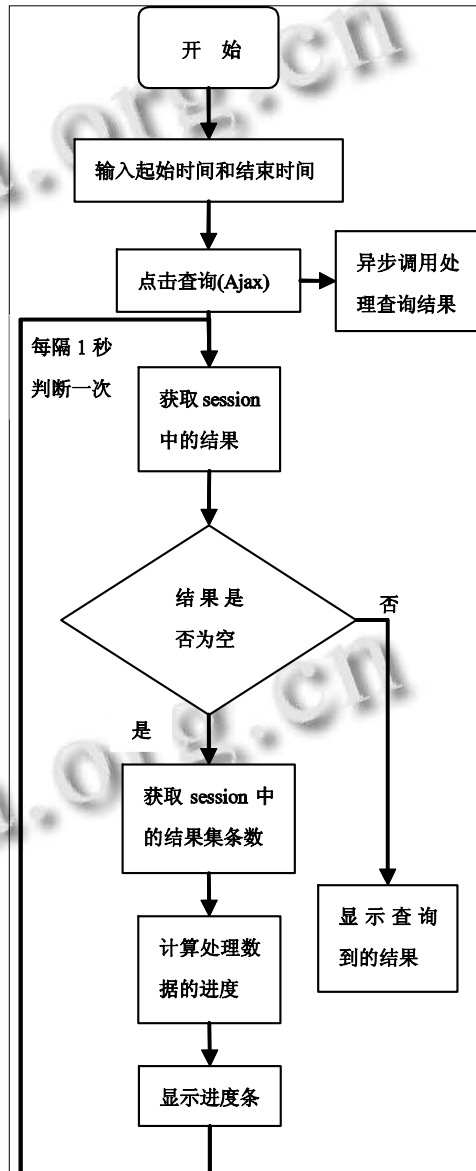 开 始
输入起始时间和结束时间
点击查询(Ajax)
异步调用处
理查询结果
每隔 1 秒
判断一次
获取 session
中的结果
结 果 是
否为空
否
是
获取 session 中
的结果集条数
显 示 查 询
到的结果
计算处理数
据的进度
显示进度条
a.org.cn
a.org.cn